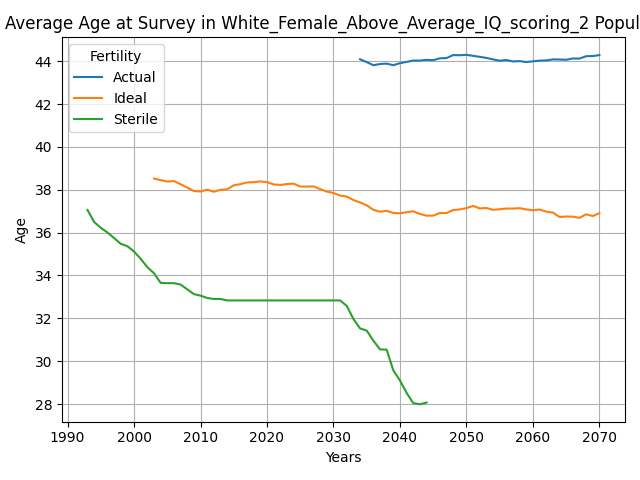 Average Age at Survey in White_Female_Above_Average_IQ_scoring_2 Popul
Fertility
Actual
Ideal
Sterile
Age
44
42
40
38
36
34
32
30
28
1990 2000 2010 2020 2030 2040 2050 2060 2070
Years